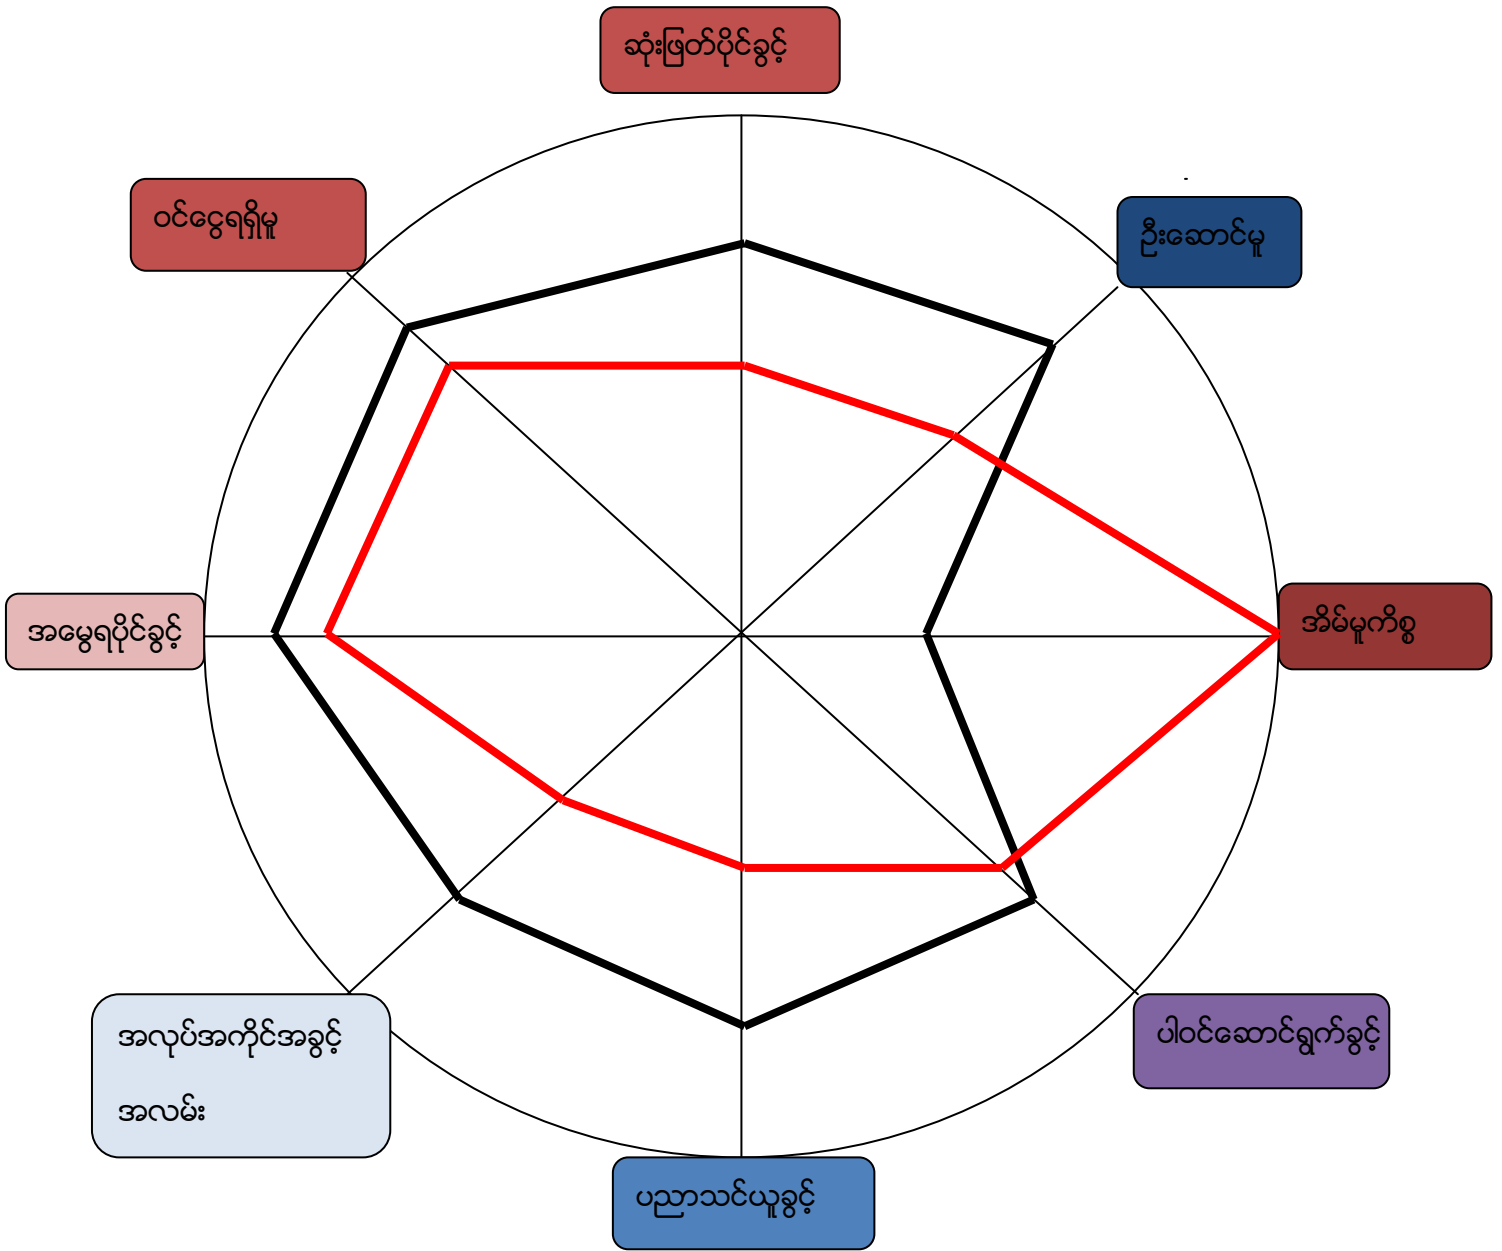 ဆုံးဖြတ်ပိုင်ခွင့်
ဝင်ငွေရရှိမှု
ဦးဆောင်မှု
အမွေရပိုင်ခွင့်
အိမ်မှုကိစ္စ
အလုပ်အကိုင်အခွင့်
အလမ်း
ပါဝင်ဆောင်ရွက်ခွင့်
ပညာသင်ယူခွင့်